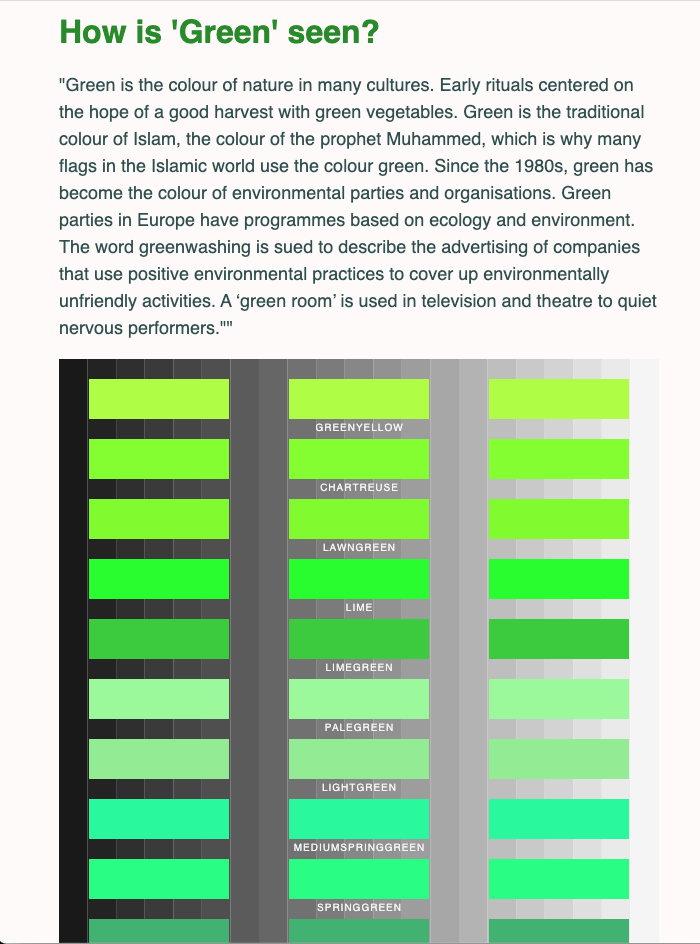 How is 'Green' seen?
"Green is the colour of nature in many cultures. Early rituals centered on
the hope of a good harvest with green vegetables. Green is the traditional
colour of Islam, the colour of the prophet Muhammed, which is why many
flags in the Islamic world use the colour green. Since the 1980s, green has
become the colour of environmental parties and organisations. Green
parties in Europe have programmes based on ecology and environment.
The word greenwashing is sued to describe the advertising of companies
that use positive environmental practices to cover up environmentally
unfriendly activities. A ‘green room’ is used in television and theatre to quiet
nervous performers.""
GREENYELLOW
CHARTREUSE
LAWNGREEN
LIME
LIMEGREEN
PALEGREEN
LIGHTGREEN
MEDIUMSPRINGGREEN
SPRINGGREEN